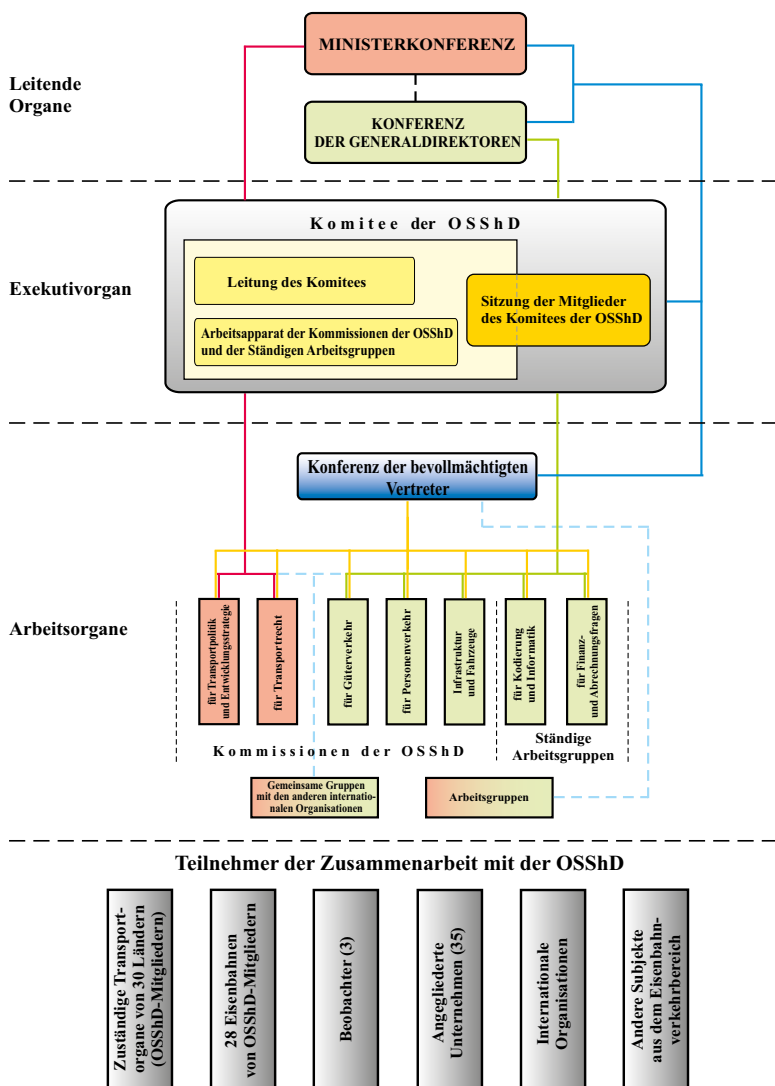 MINISTERKONFERENZ
Leitende
Organe
KONFERENZ
DER GENERALDIREKTOREN
Komitee der OSShD
Exekutivorgan
Leitung des Komitees
Sitzung der Mitglieder
des Komitees der OSShD
Arbeitsapparat der Kommissionen der OSShD
und der Ständigen Arbeitsgruppen
Konferenz der bevollmächtigten
Vertreter
Arbeitsorgane
für Transportpolitik
und Entwicklungsstrategie
für Transportrecht
für Güterverkehr
für Personenverkehr
Infrastruktur
und Fahrzeuge
für Kodierung
und Informatik
für Finanz-
und Abrechnungsfragen
Kommissionen der OSShD
Ständige
Arbeitsgruppen
Gemeinsame Gruppen
mit den anderen internatio-
nalen Organisationen
Arbeitsgruppen
Teilnehmer der Zusammenarbeit mit der OSShD
Zuständige Transport-
organe von 30 Ländern
(OSShD-Mitgliedern)
28 Eisenbahnen
von OSShD-Mitgliedern
Beobachter (3)
Angegliederte
Unternehmen (35)
Internationale
Organisationen
Andere Subjekte
aus dem Eisenbahn-
verkehrbereich